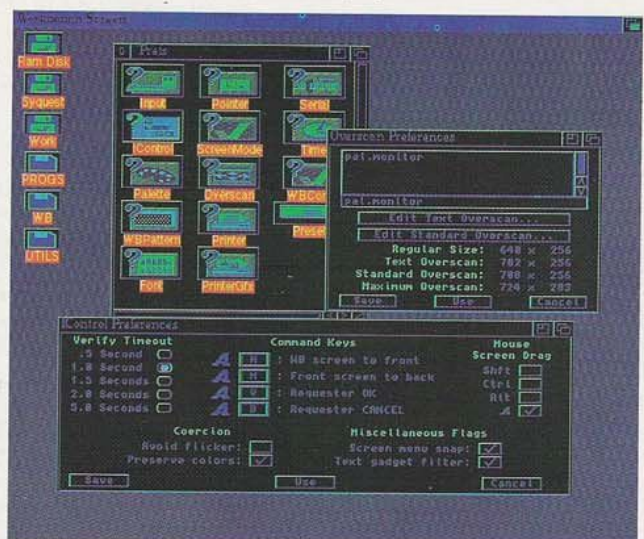 Workbench Screen
Ram Disk
Syquest
Work
PROGS
WB
UTILS
Prefs
Input
Pointer
Serial
IControl
ScreenMode
Time
Palette
Overscan
WBCon
WBPattern
Printer
Prese
Font
PrinterGfx
Overscan Preferences
pal.monitor
pal.monitor
Edit Text Overscan...
Edit Standard Overscan...
Regular Size: 640 x 256
Text Overscan: 702 x 256
Standard Overscan: 708 x 256
Maximum Overscan: 724 x 283
Save Use Cancel
IControl Preferences
Verify Timeout
.5 Second
1.0 Second
1.5 Seconds
2.0 Seconds
5.0 Seconds
Command Keys
A N : WB screen to front
A M : Front screen to back
A V : Requester OK
A B : Requester CANCEL
Mouse
Screen Drag
Shft
Ctrl
Alt
A
Coercion
Avoid flicker:
Preserve colors:
Miscellaneous Flags
Screen menu snap:
Text gadget filter:
Save Use Cancel